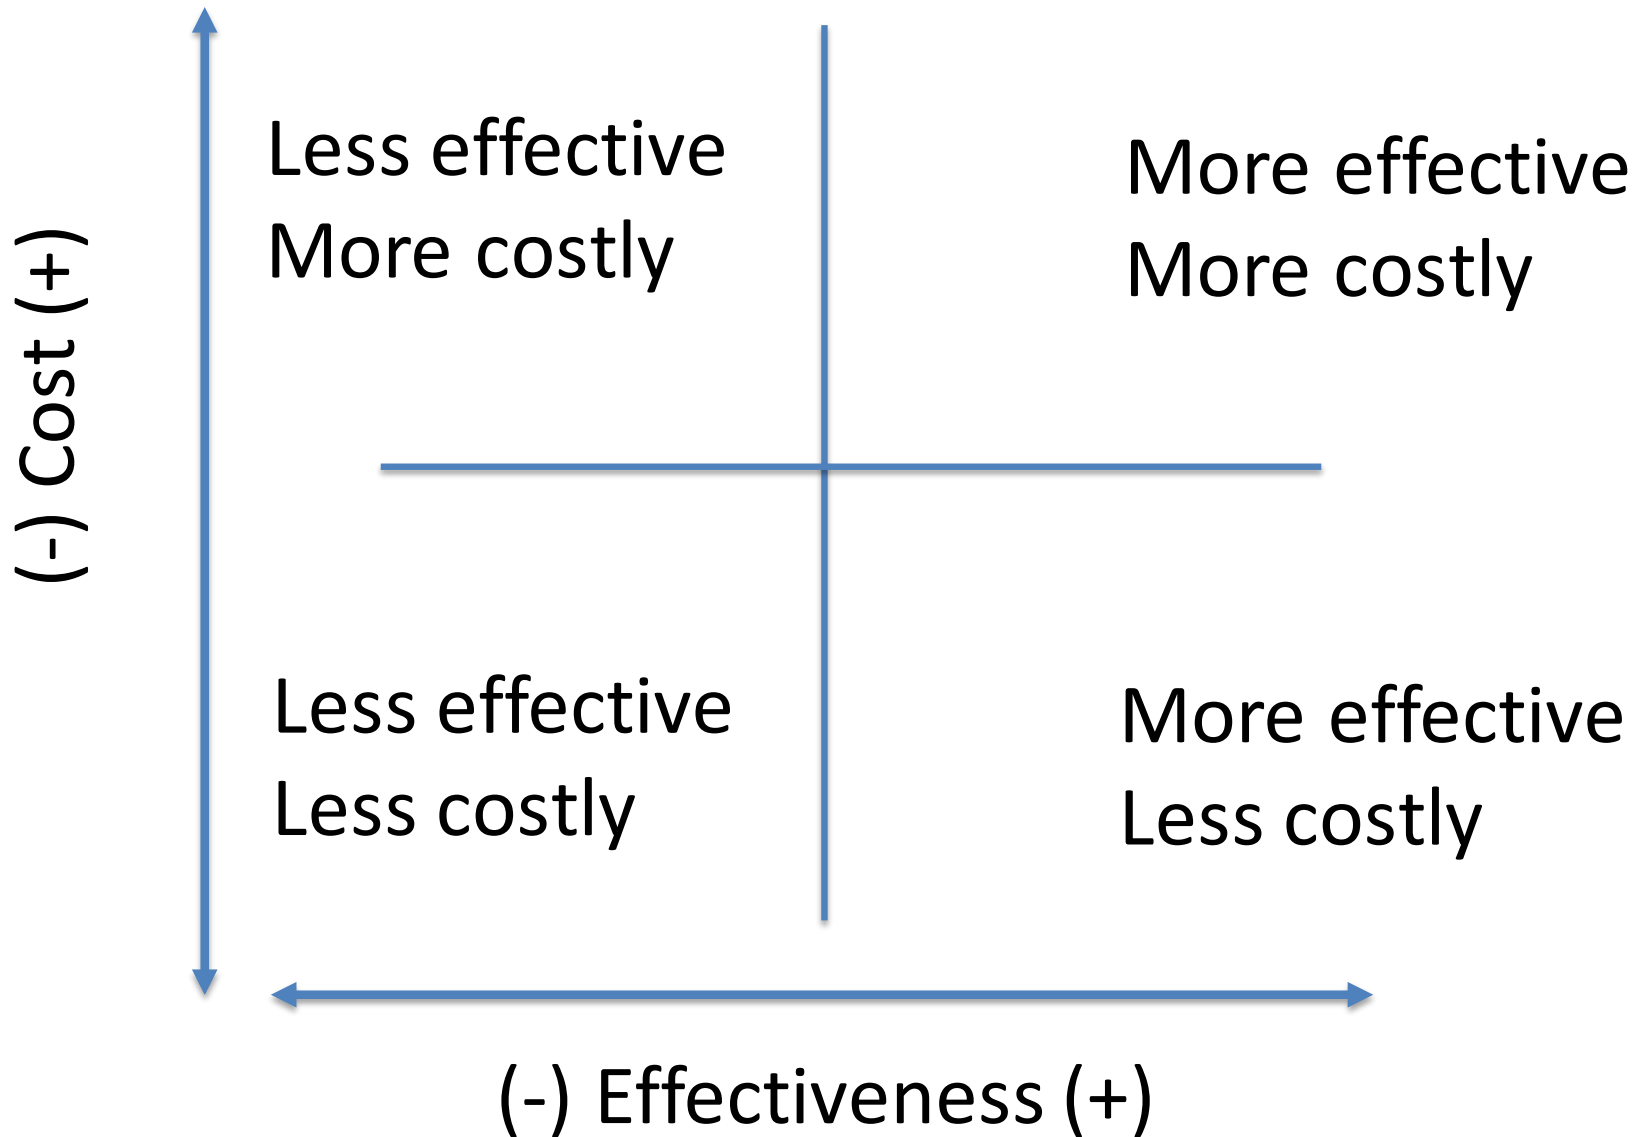 Less effective
More costly
More effective
More costly
(-) Cost (+)
Less effective
Less costly
More effective
Less costly
(-) Effectiveness (+)